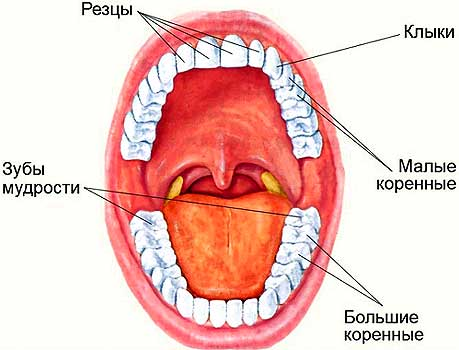 Резцы
Клыки
Малые
коренные
Зубы
мудрости
Большие
коренные